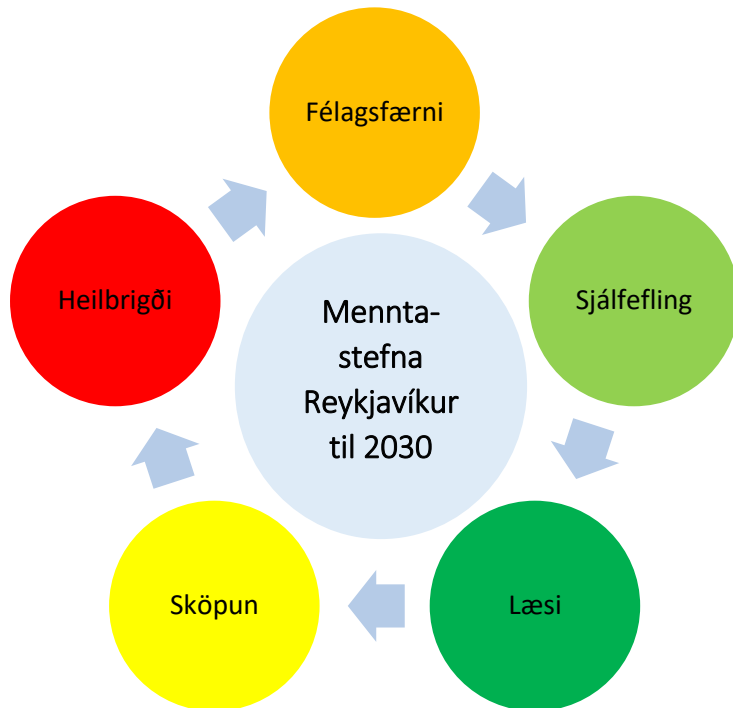 Félagsfærni
Sjálfefling
Læsi
Sköpun
Heilbrigði
Mennta-
stefna
Reykjavíkur
til 2030